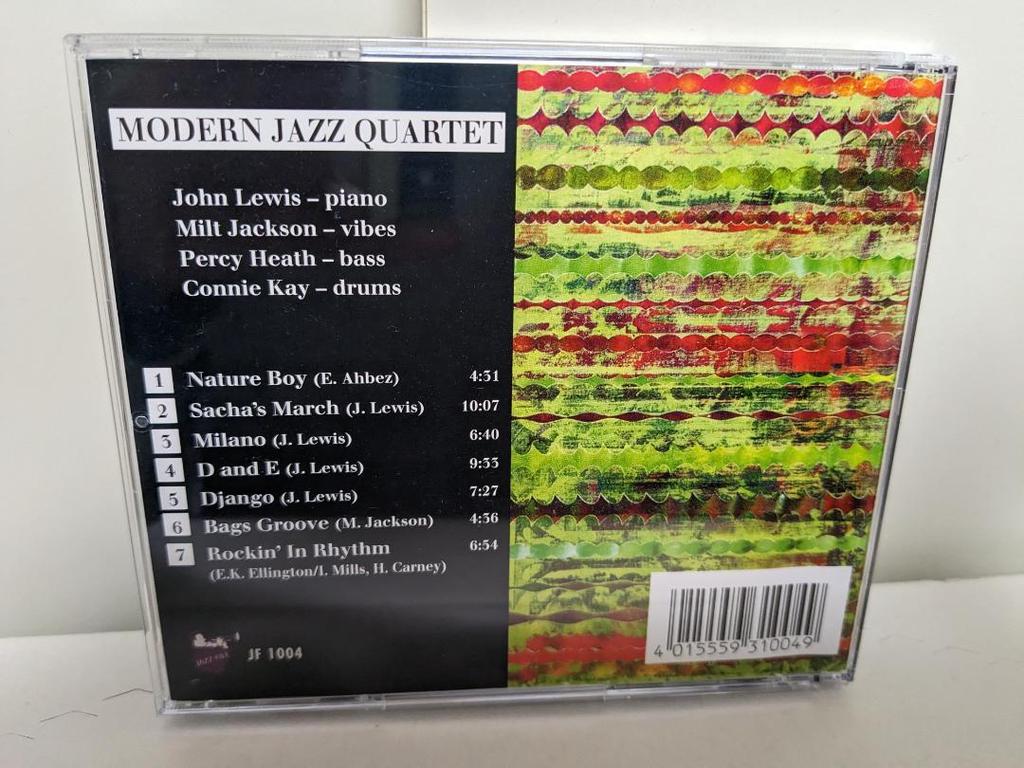 MODERN JAZZ QUARTET
John Lewis – piano
Milt Jackson – vibes
Percy Heath – bass
Connie Kay – drums
1 Nature Boy (E. Ahbez) 4:31
2 Sacha's March (J. Lewis) 10:07
3 Milano (J. Lewis) 6:40
4 D and E (J. Lewis) 9:33
5 Django (J. Lewis) 7:27
6 Bags Groove (M. Jackson) 4:36
7 Rockin' In Rhythm 6:54
(E.K. Ellington/I. Mills, H. Carney)
JF 1004
4 015559 310049